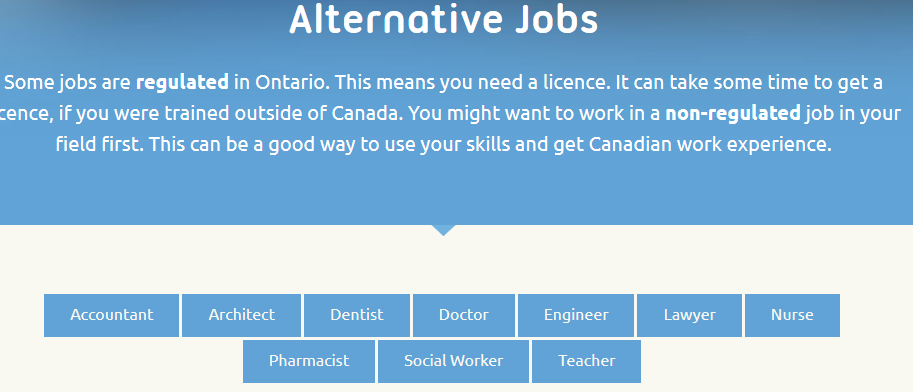 Alternative Jobs
Some jobs are regulated in Ontario. This means you need a licence. It can take some time to get a
cence, if you were trained outside of Canada. You might want to work in a non-regulated job in your
field first. This can be a good way to use your skills and get Canadian work experience.
Accountant Architect Dentist Doctor Engineer Lawyer Nurse
Pharmacist Social Worker Teacher